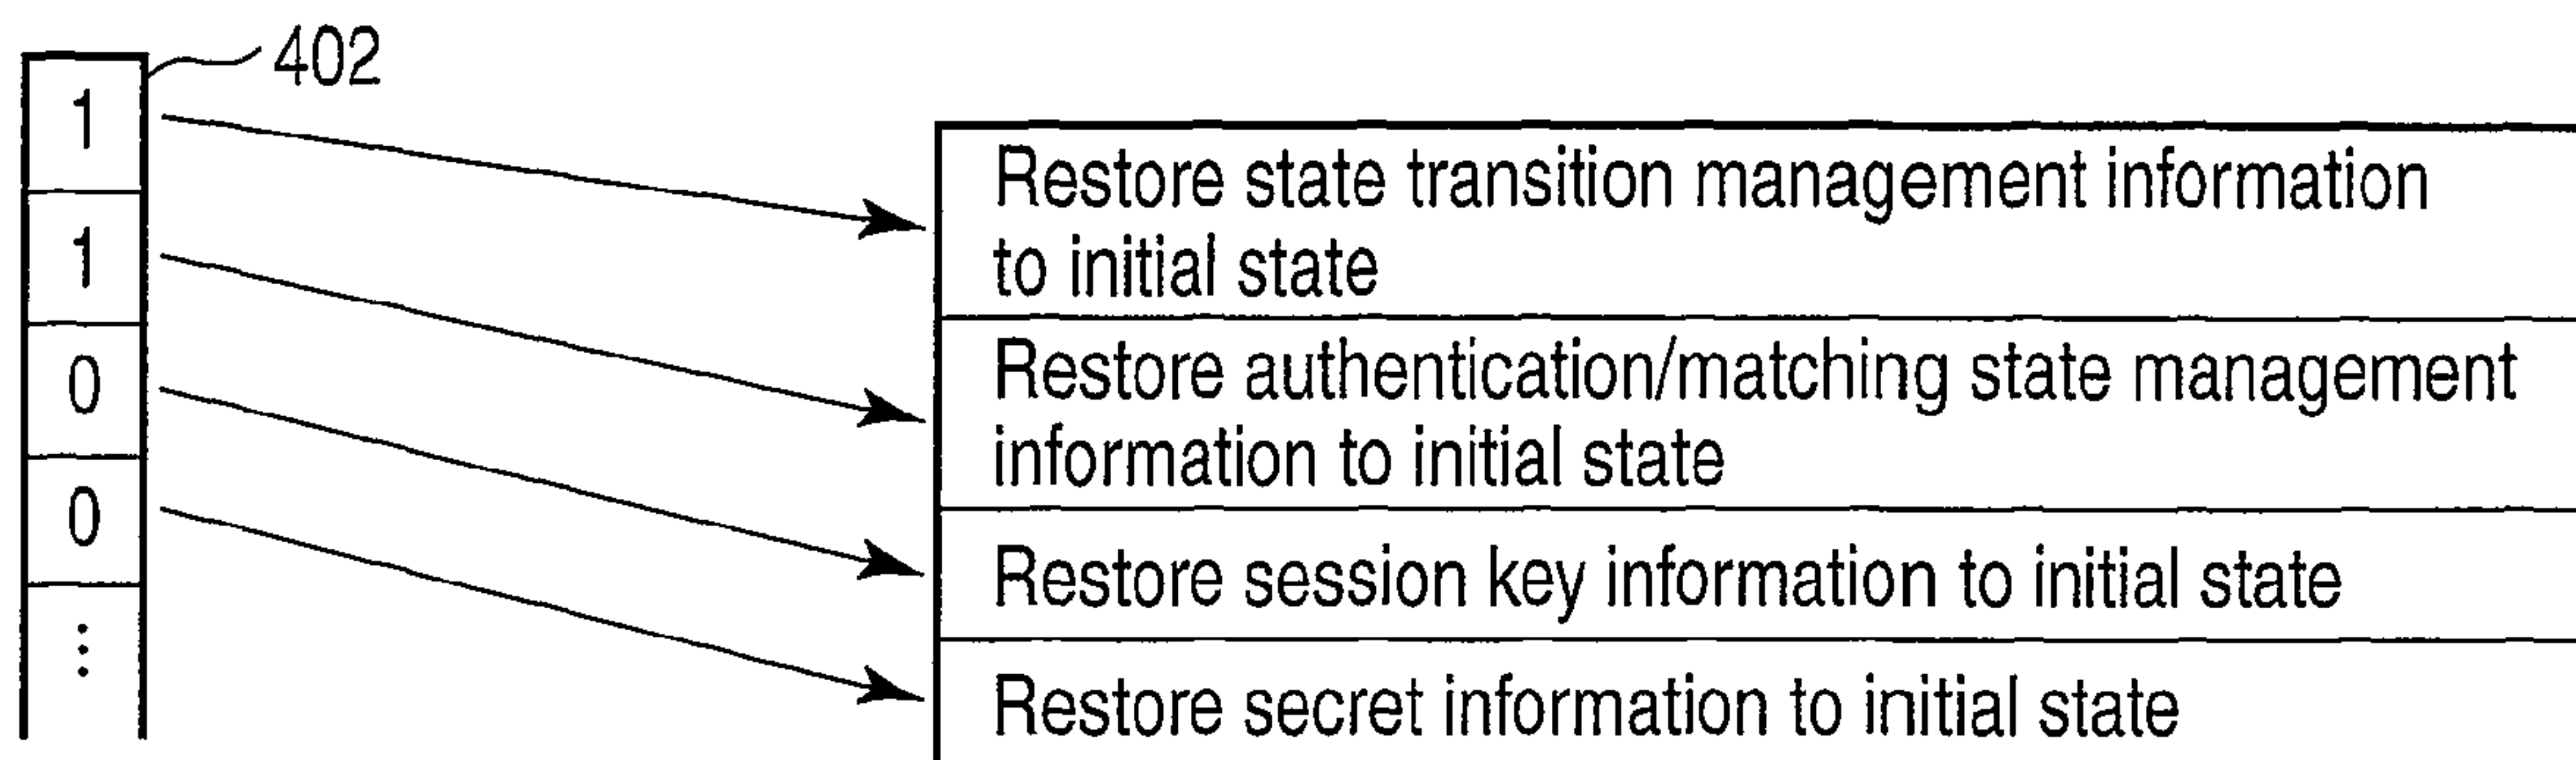 402
1
1
0
0
⋮
Restore state transition management information
to initial state
Restore authentication/matching state management
information to initial state
Restore session key information to initial state
Restore secret information to initial state